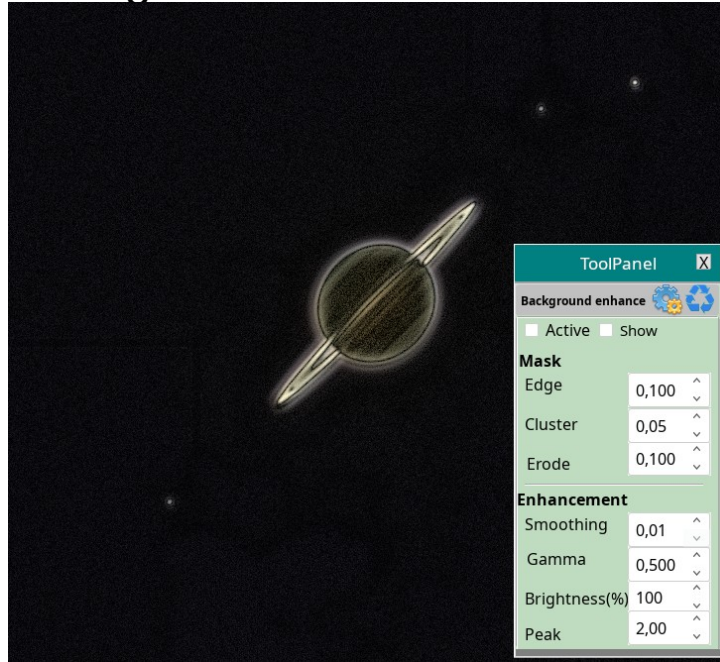 ToolPanel X
Background enhance
Active Show
Mask
Edge 0,100
Cluster 0,05
Erode 0,100
Enhancement
Smoothing 0,01
Gamma 0,500
Brightness(%) 100
Peak 2,00